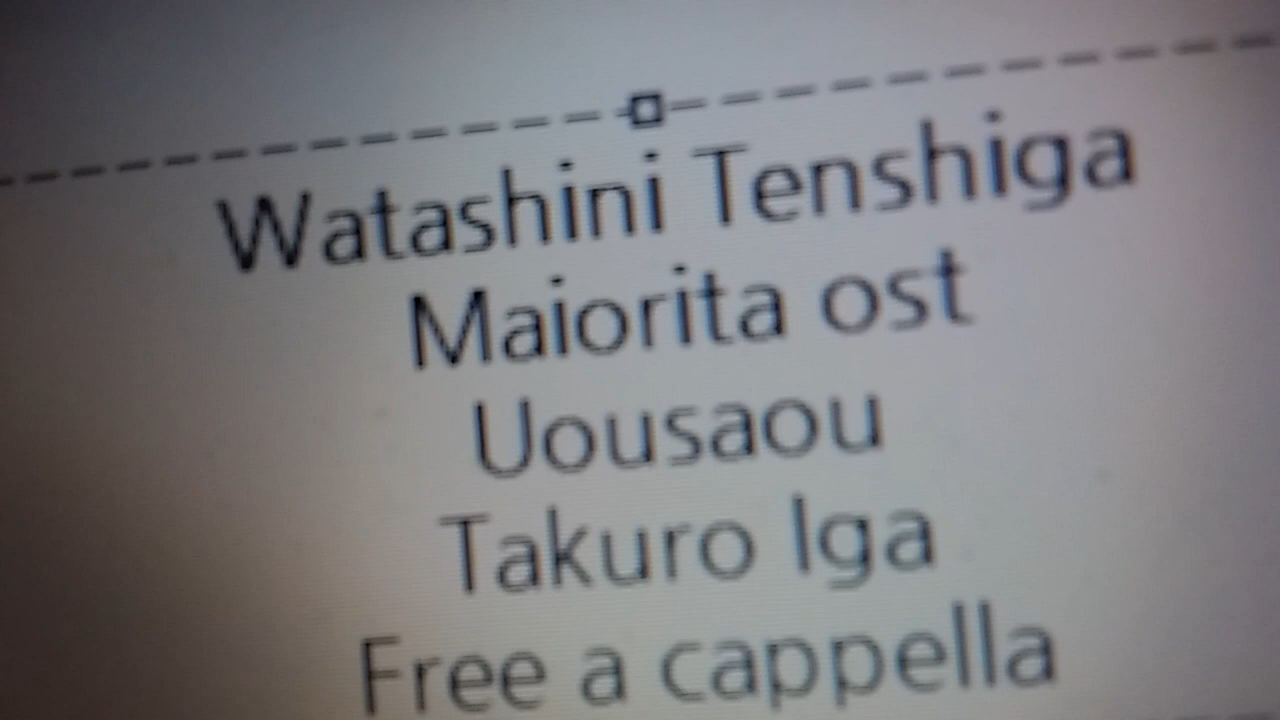 Watashini Tenshiga
Maiorita ost
Uousaou
Takuro Iga
Free a cappella